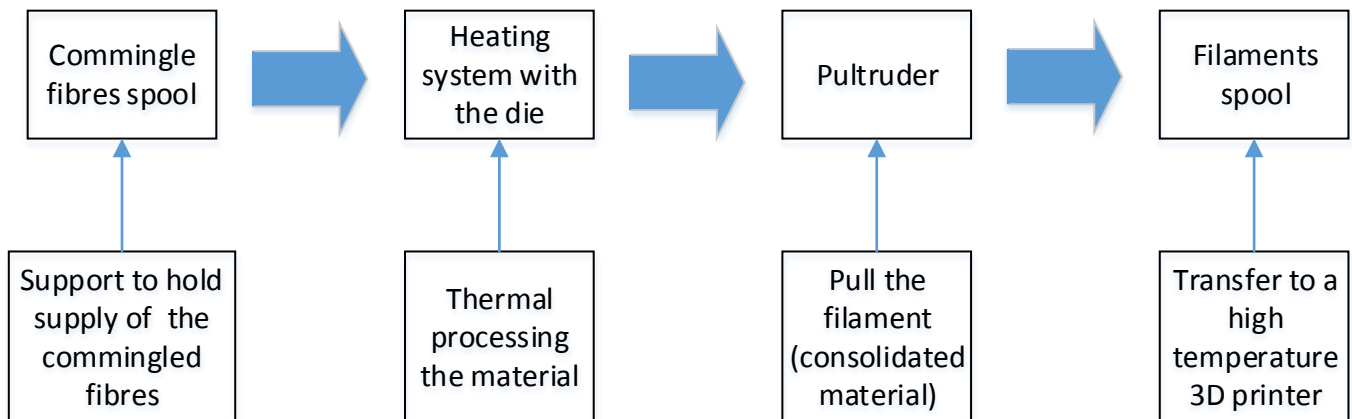 Commingle
fibres spool
Heating
system with
the die
Pultruder
Filaments
spool
Support to hold
supply of  the
commingled
fibres
Thermal
processing
the material
Pull the
filament
(consolidated
material)
Transfer to a
high
temperature
3D printer